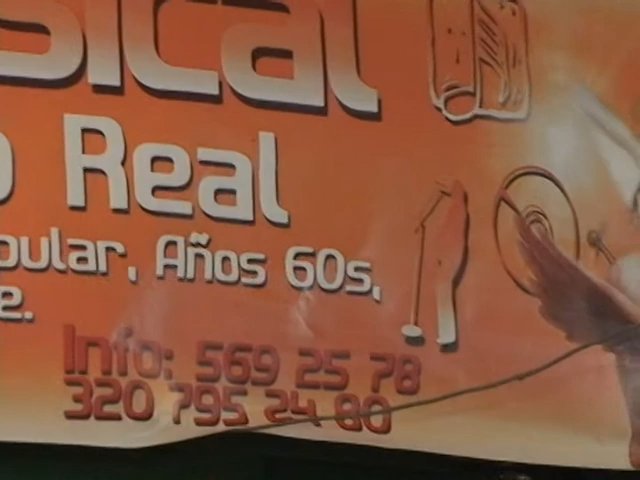 sical
o Real
pular, Años 60s,
e.
Info: 569 25 78
320 795 24 80